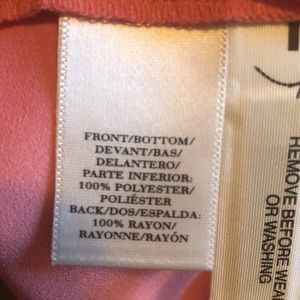 FRONT/BOTTOM/
DEVANT/BAS/
DELANTERO/
PARTE INFERIOR:
100% POLYESTER/
POLIÉSTER
BACK/DOS/ESPALDA:
100% RAYON/
RAYONNE/RAYÓN
REMOVE BEFORE WEA
OR WASHING